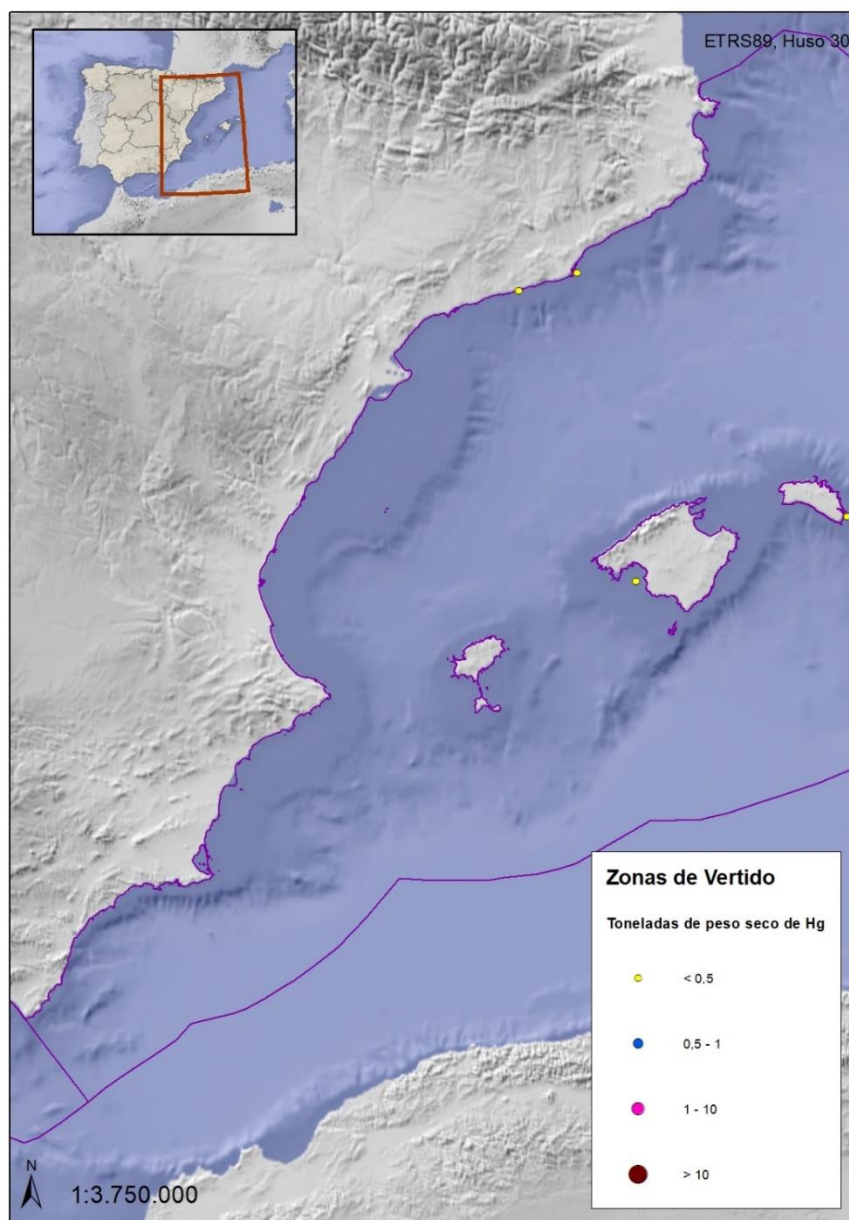 ETRS89, Huso 30
Zonas de Vertido
Toneladas de peso seco de Hg
< 0,5
0,5 - 1
1 - 10
> 10
N
1:3.750.000